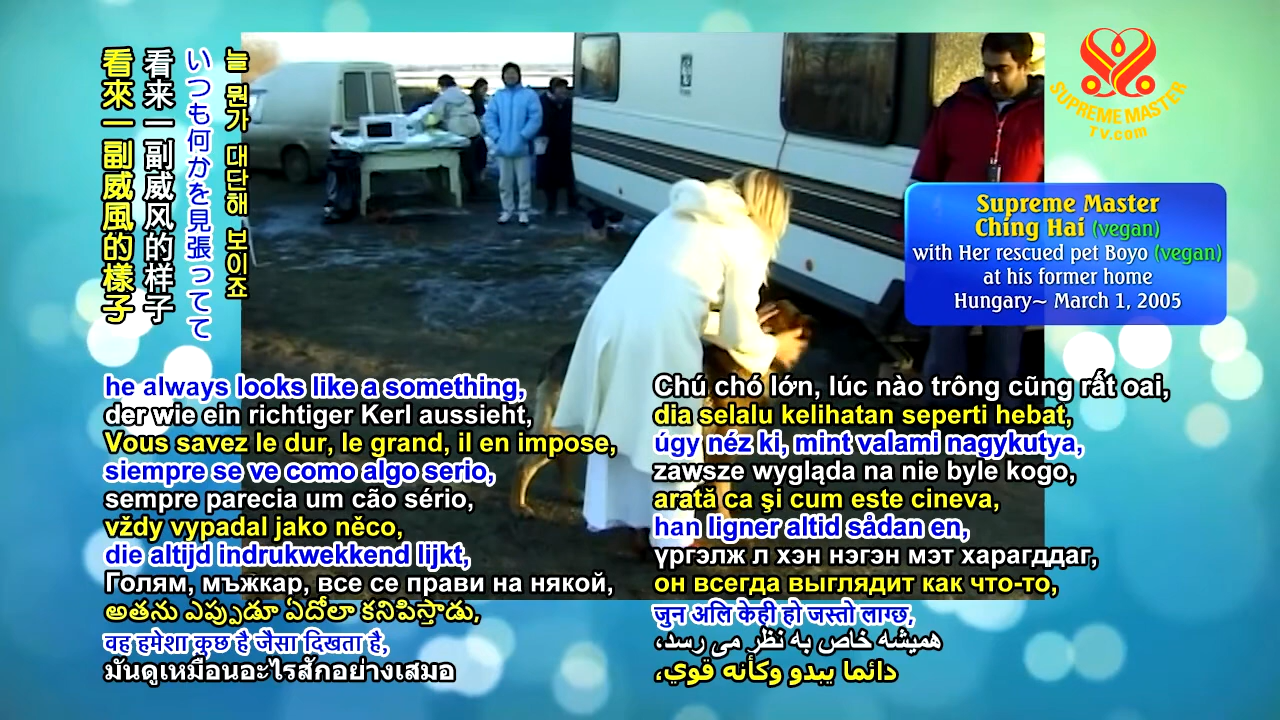 늘 뭔가 대단해 보이죠
いつも何かを見張ってて
看来一副威风的样子
看來一副威風的樣子
SUPREME MASTER
TV.com
Supreme Master
Ching Hai (vegan)
with Her rescued pet Boyo (vegan)
at his former home
Hungary~ March 1, 2005
he always looks like a something,
der wie ein richtiger Kerl aussieht,
Vous savez le dur, le grand, il en impose,
siempre se ve como algo serio,
sempre parecia um cão sério,
vždy vypadal jako něco,
die altijd indrukwekkend lijkt,
Голям, мъжкар, все се прави на някой,
అతను ఎప్పుడూ ఏదోలా కనిపిస్తాడు,
वह हमेशा कुछ है जैसा दिखता है,
มันดูเหมือนอะไรสักอย่างเสมอ
Chú chó lớn, lúc nào trông cũng rất oai,
dia selalu kelihatan seperti hebat,
úgy néz ki, mint valami nagykutya,
zawsze wygląda na nie byle kogo,
arată ca şi cum este cineva,
han ligner altid sådan en,
үргэлж л хэн нэгэн мэт харагддаг,
он всегда выглядит как что-то,
जुन अलि केही हो जस्तो लाग्छ,
همیشه خاص به نظر می رسد،
دائما يبدو وكأنه قوي،